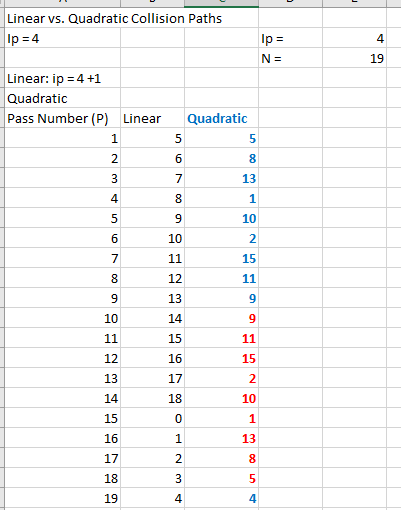 Linear vs. Quadratic Collision Paths
Ip = 4 Ip = 4
N = 19
Linear: ip = 4 +1
Quadratic
Pass Number (P) Linear Quadratic
1 5 5
2 6 8
3 7 13
4 8 1
5 9 10
6 10 2
7 11 15
8 12 11
9 13 9
10 14 9
11 15 11
12 16 15
13 17 2
14 18 10
15 0 1
16 1 13
17 2 8
18 3 5
19 4 4